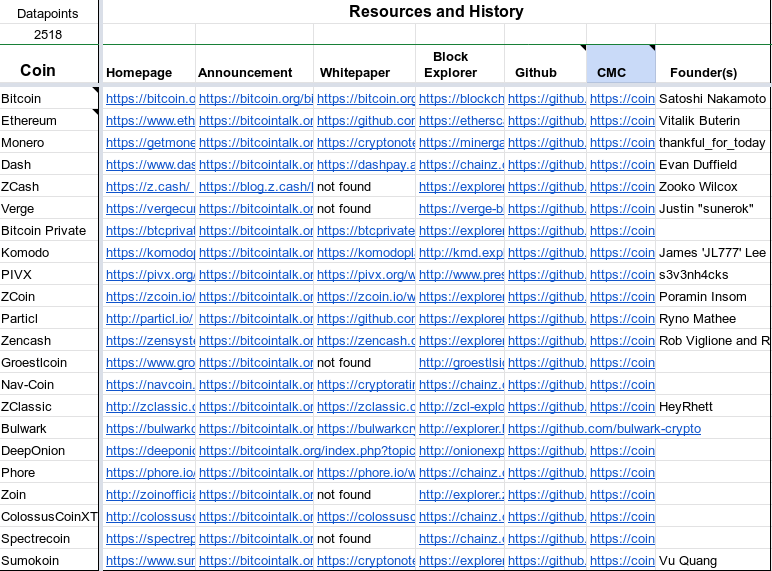 Datapoints Resources and History
2518
Coin Homepage Announcement Whitepaper Block Explorer Github CMC Founder(s)
Bitcoin https://bitcoin.o https://bitcoin.org/bi https://bitcoin.org https://blockch https://github. https://coin Satoshi Nakamoto
Ethereum https://www.eth https://bitcointalk.or https://github.cor https://ethersc https://github. https://coin Vitalik Buterin
Monero https://getmone https://bitcointalk.or https://cryptonote https://minerga https://github. https://coin thankful_for_today
Dash https://www.das https://bitcointalk.or https://dashpay.a https://chainz.c https://github. https://coin Evan Duffield
ZCash https://z.cash/ https://blog.z.cash/ not found https://explorer https://github. https://coin Zooko Wilcox
Verge https://vergecur https://bitcointalk.or not found https://verge-b https://github. https://coin Justin "sunerok"
Bitcoin Private https://btcprivat https://bitcointalk.or https://btcprivate https://explorer https://github. https://coin
Komodo https://komodop https://bitcointalk.or https://komodopl http://kmd.expl https://github. https://coin James 'JL777' Lee
PIVX https://pivx.org/ https://bitcointalk.or https://pivx.org/w http://www.pres https://github. https://coin s3v3nh4cks
ZCoin https://zcoin.io/ https://bitcointalk.or https://zcoin.io/w https://explorer https://github. https://coin Poramin Insom
Particl http://particl.io/ https://bitcointalk.or https://github.cor https://explorer https://github. https://coin Ryno Mathee
Zencash https://zensyste https://bitcointalk.or https://zencash.c https://explorer https://github. https://coin Rob Viglione and R
Groestlcoin https://www.gro https://bitcointalk.or not found http://groestlsi https://github. https://coin
Nav-Coin https://navcoin. https://bitcointalk.or https://cryptoratin https://chainz.c https://github. https://coin
ZClassic http://zclassic.c https://bitcointalk.or https://zclassic.c http://zcl-explo https://github. https://coin HeyRhett
Bulwark https://bulwarkc https://bitcointalk.or https://bulwarkcr http://explorer.l https://github.com/bulwark-crypto
DeepOnion https://deeponic https://bitcointalk.org/index.php?topic http://onionexp https://github. https://coin
Phore https://phore.io/ https://bitcointalk.or https://phore.io/w https://chainz.c https://github. https://coin
Zoin http://zoinofficia https://bitcointalk.or not found http://explorer.z https://github. https://coin
ColossusCoinXT http://colossusc https://bitcointalk.or https://colossusc https://chainz.c https://github. https://coin
Spectrecoin https://spectrep https://bitcointalk.or not found https://chainz.c https://github. https://coin
Sumokoin https://www.sur https://bitcointalk.or https://cryptonote https://explorer https://github. https://coin Vu Quang